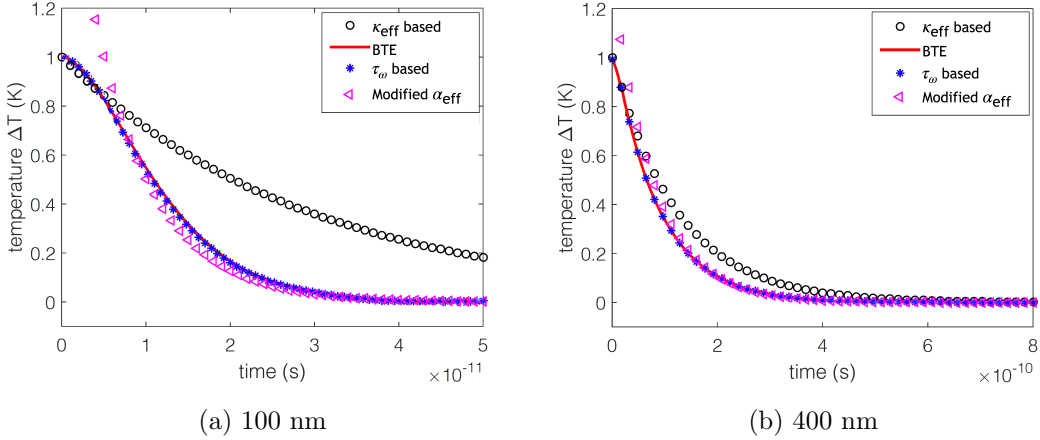 1.2
1
0.8
0.6
0.4
0.2
0
temperature ΔT (K)
κeff based
BTE
τω based
Modified αeff
0 1 2 3 4 5
time (s) ×10-11
(a) 100 nm
1.2
1
0.8
0.6
0.4
0.2
0
temperature ΔT (K)
κeff based
BTE
τω based
Modified αeff
0 2 4 6 8
time (s) ×10-10
(b) 400 nm